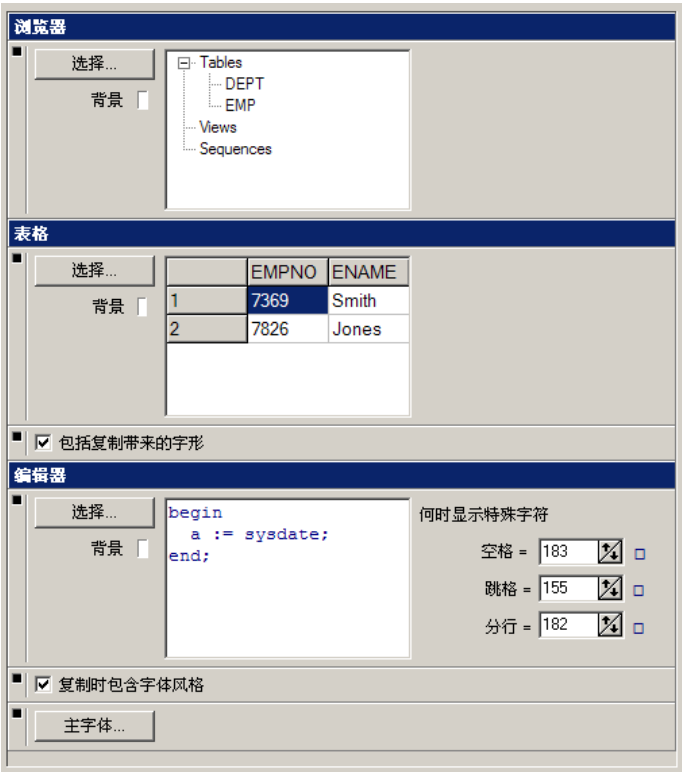 浏览器
选择...
背景
Tables
DEPT
EMP
Views
Sequences
表格
选择...
背景
EMPNO ENAME
1 7369 Smith
2 7826 Jones
包括复制带来的字形
编辑器
选择...
背景
begin
a := sysdate;
end;
何时显示特殊字符
空格 = 183
跳格 = 155
分行 = 182
复制时包含字体风格
主字体...